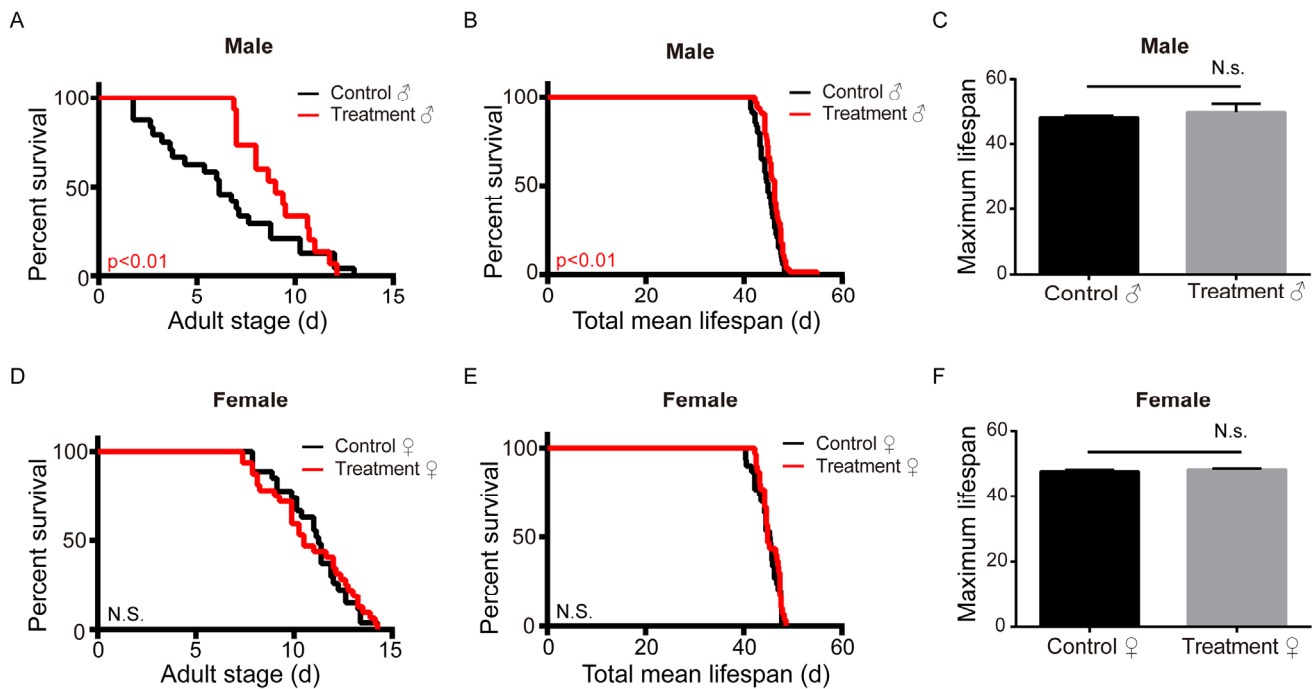 A
Male
Control ♂
Treatment ♂
100
50
0
Percent survival
p<0.01
0 5 10 15
Adult stage (d)
B
Male
Control ♂
Treatment ♂
100
50
0
Percent survival
p<0.01
0 20 40 60
Total mean lifespan (d)
C
Male
N.s.
60
40
20
0
Maximum lifespan
Control ♂ Treatment ♂
D
Female
Control ♀
Treatment ♀
100
50
0
Percent survival
N.S.
0 5 10 15
Adult stage (d)
E
Female
Control ♀
Treatment ♀
100
50
0
Percent survival
N.S.
0 20 40 60
Total mean lifespan (d)
F
Female
N.s.
60
40
20
0
Maximum lifespan
Control ♀ Treatment ♀